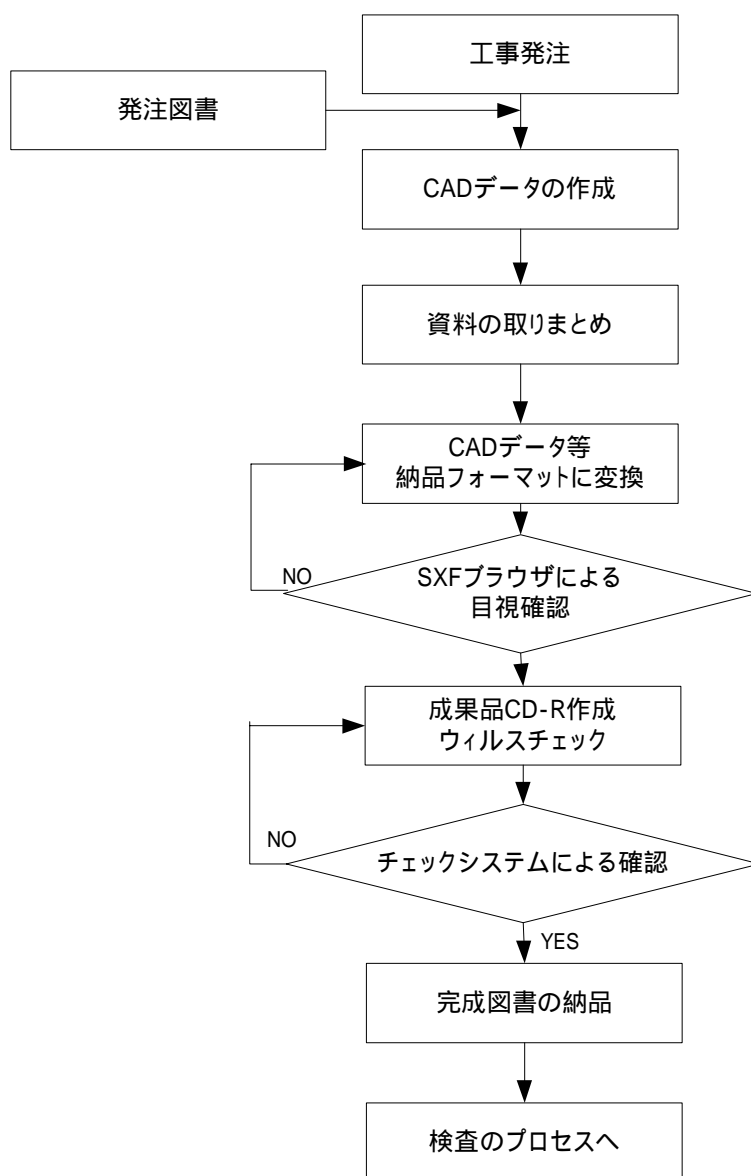 工事発注
発注図書
CADデータの作成
資料の取りまとめ
CADデータ等
納品フォーマットに変換
NO
SXFブラウザによる
目視確認
成果品CD-R作成
ウィルスチェック
NO
チェックシステムによる確認
YES
完成図書の納品
検査のプロセスへ